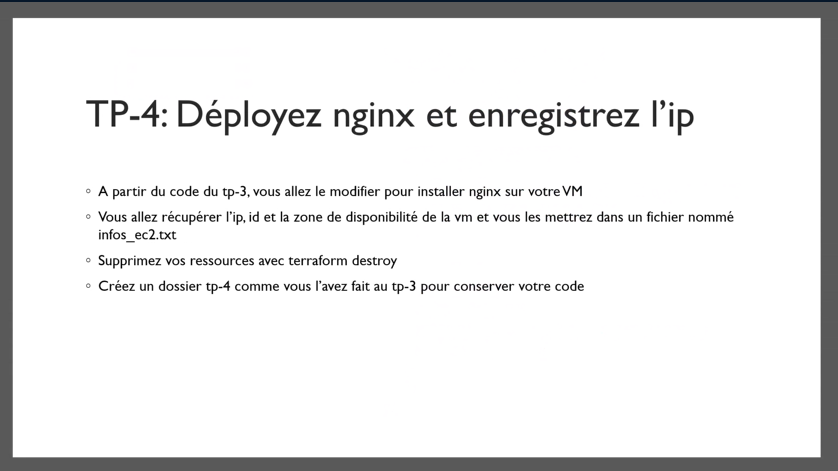 TP-4: Déployez nginx et enregistrez l’ip
◦ A partir du code du tp-3, vous allez le modifier pour installer nginx sur votre VM
◦ Vous allez récupérer l’ip, id et la zone de disponibilité de la vm et vous les mettrez dans un fichier nommé
infos_ec2.txt
◦ Supprimez vos ressources avec terraform destroy
◦ Créez un dossier tp-4 comme vous l’avez fait au tp-3 pour conserver votre code